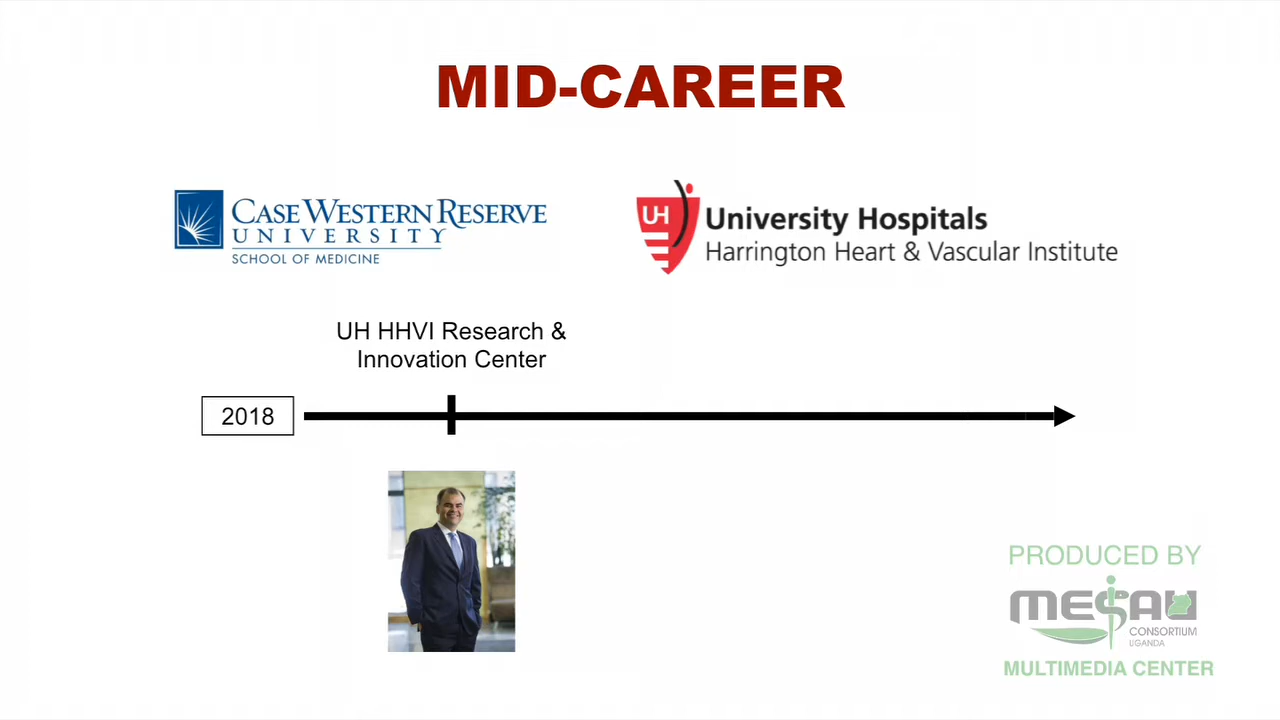 MID-CAREER
CASE WESTERN RESERVE
UNIVERSITY
SCHOOL OF MEDICINE
UH
University Hospitals
Harrington Heart & Vascular Institute
UH HHVI Research &
Innovation Center
2018
PRODUCED BY
MESAU
CONSORTIUM
UGANDA
MULTIMEDIA CENTER